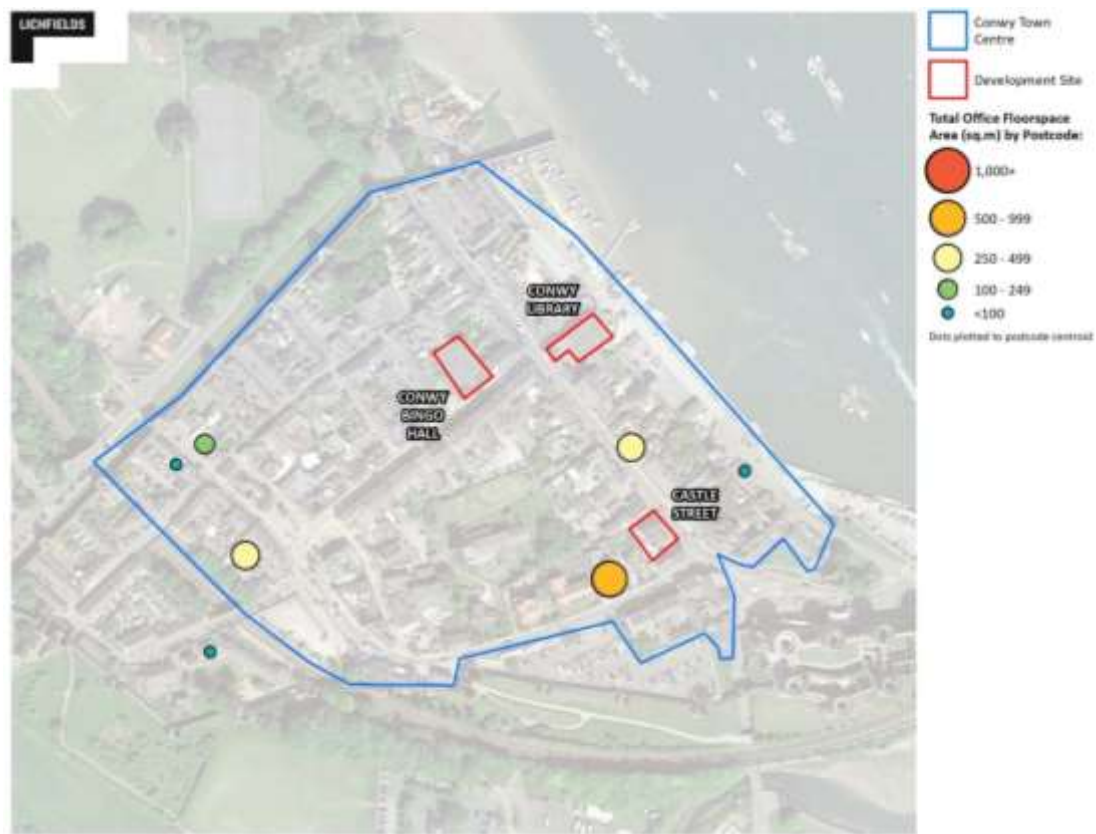 LICHFIELDS
CONWY
LIBRARY
CONWY
BINGO
HALL
CASTLE
STREET
Conwy Town
Centre
Development Site
Total Office Floorspace
Area (sq.m) by Postcode:
1,000+
500 - 999
250 - 499
100 - 249
<100
Dots plotted to postcode centroid